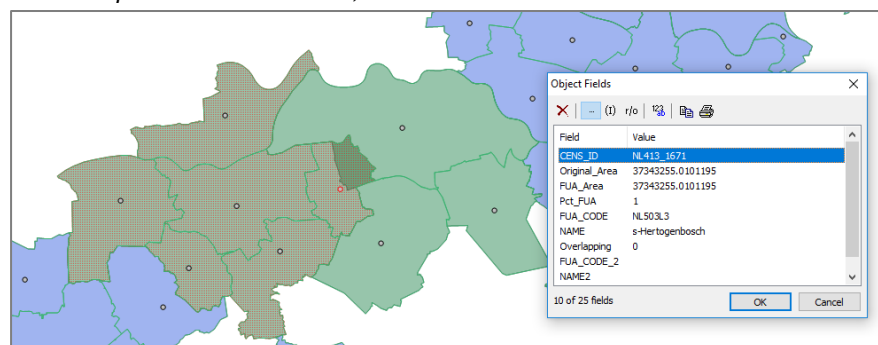 Object Fields
(I) r/o
Field Value
CENS_ID NL413_1671
Original_Area 37343255.0101195
FUA_Area 37343255.0101195
Pct_FUA 1
FUA_CODE NL503L3
NAME s-Hertogenbosch
Overlapping 0
FUA_CODE_2
NAME2
10 of 25 fields OK Cancel